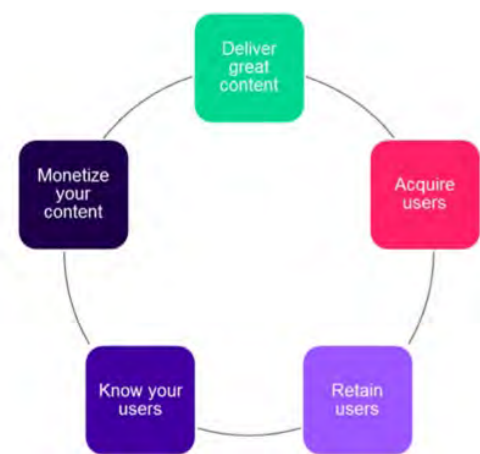 Deliver
great
content
Acquire
users
Retain
users
Know your
users
Monetize
your
content